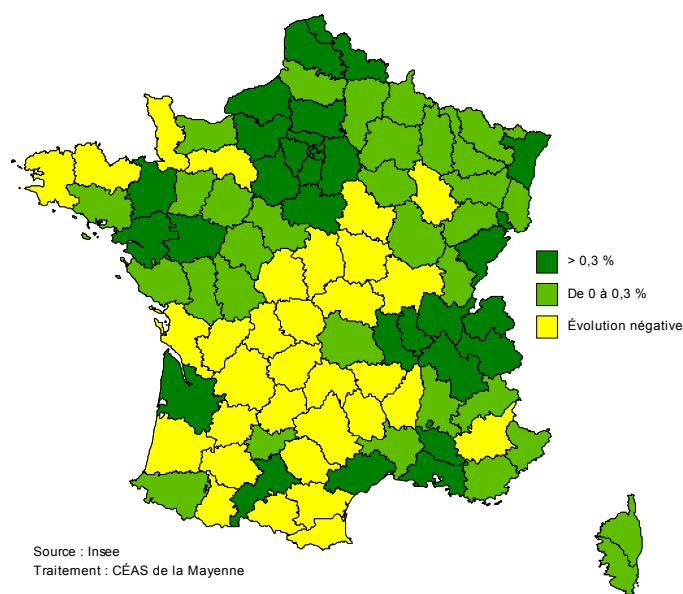 > 0,3 %
De 0 à 0,3 %
Évolution négative
Source : Insee
Traitement : CÉAS de la Mayenne